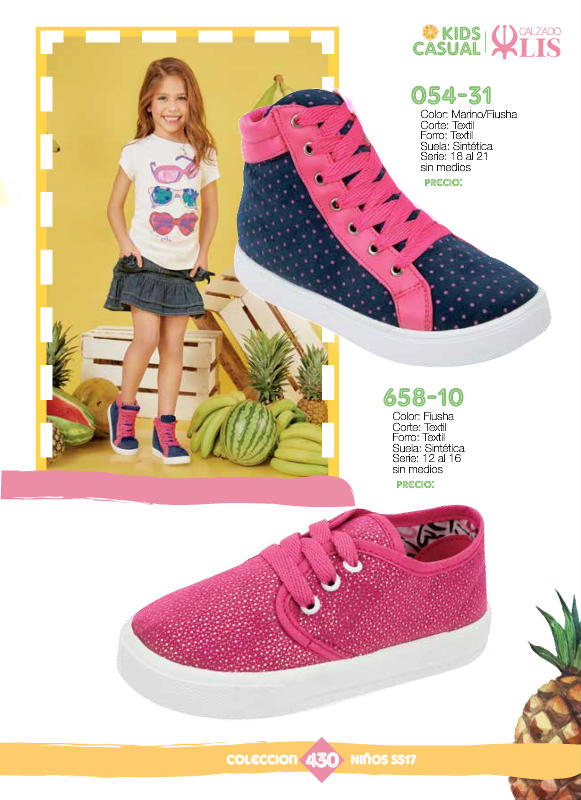 KIDS
CASUAL
CALZADO
LIS
054-31
Color: Marino/Fiusha
Corte: Textil
Forro: Textil
Suela: Sintética
Serie: 18 al 21
sin medios
PRECIO:
658-10
Color: Fiusha
Corte: Textil
Forro: Textil
Suela: Sintética
Serie: 12 al 16
sin medios
PRECIO:
COLECCION 430 NIÑOS SS17